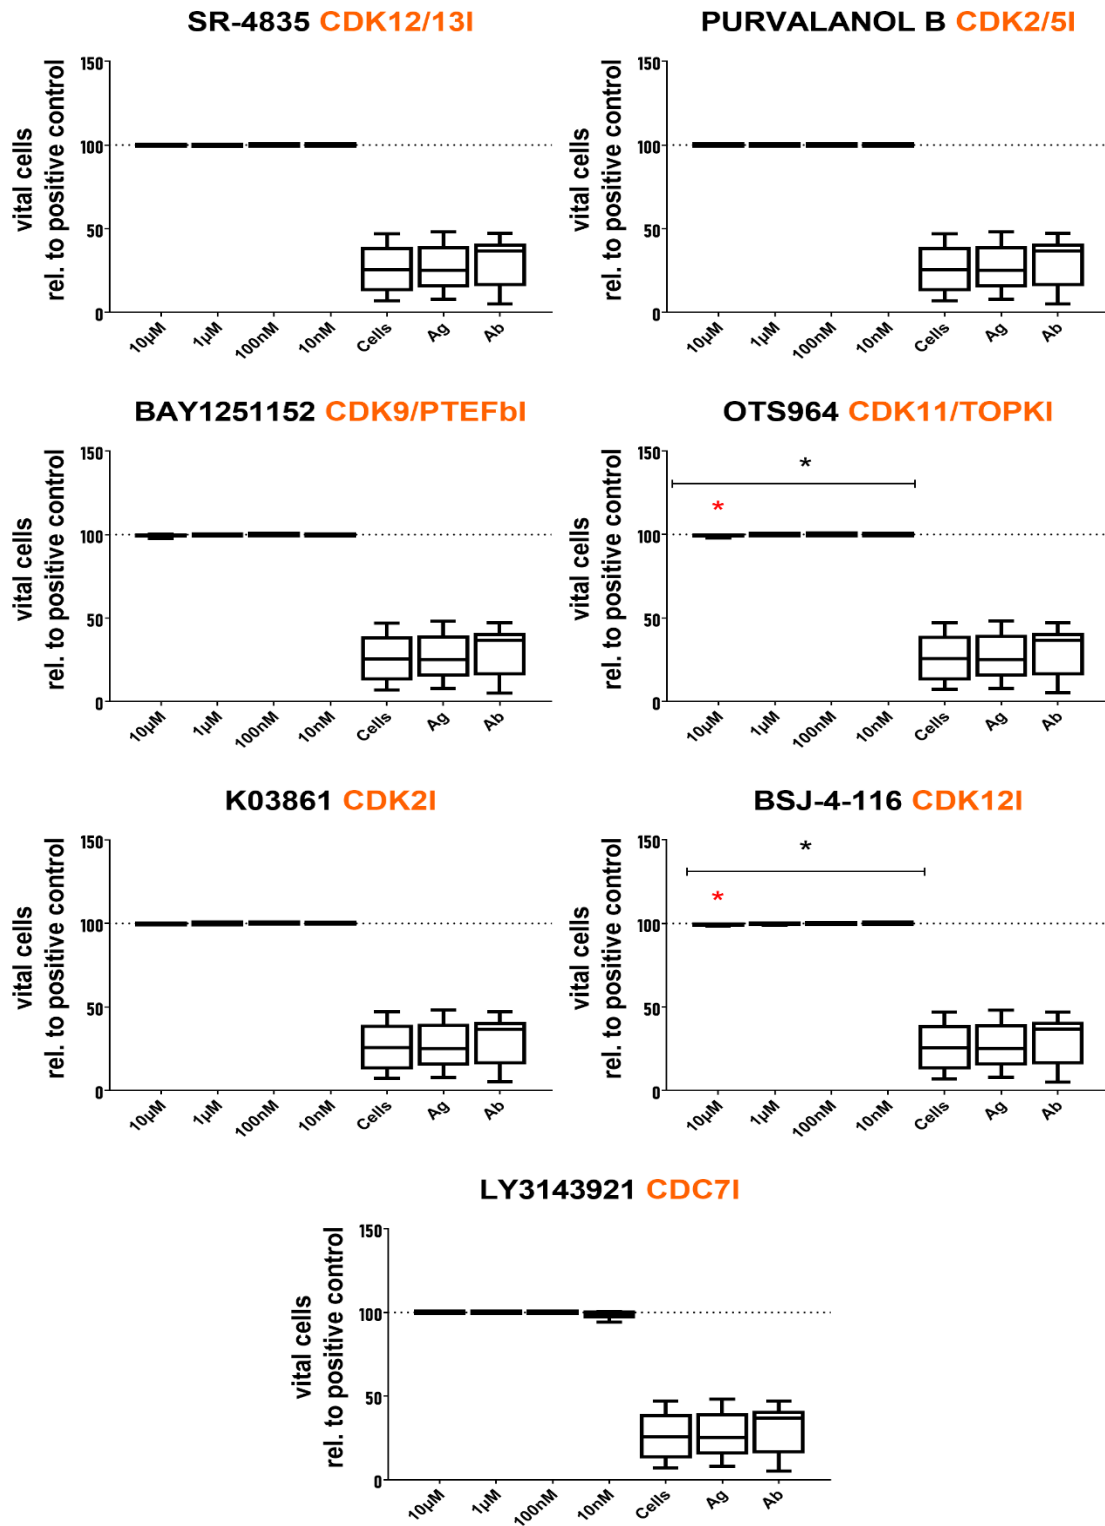 SR-4835 CDK12/13I
vital cells
rel. to positive control
150
100
50
0
10µM
1µM
100nM
10nM
Cells
Ag
Ab
PURVALANOL B CDK2/5I
vital cells
rel. to positive control
150
100
50
0
10µM
1µM
100nM
10nM
Cells
Ag
Ab
BAY1251152 CDK9/PTEFbI
vital cells
rel. to positive control
150
100
50
0
10µM
1µM
100nM
10nM
Cells
Ag
Ab
OTS964 CDK11/TOPKI
vital cells
rel. to positive control
150
100
50
0
*
*
10µM
1µM
100nM
10nM
Cells
Ag
Ab
K03861 CDK2I
vital cells
rel. to positive control
150
100
50
0
10µM
1µM
100nM
10nM
Cells
Ag
Ab
BSJ-4-116 CDK12I
vital cells
rel. to positive control
150
100
50
0
*
*
10µM
1µM
100nM
10nM
Cells
Ag
Ab
LY3143921 CDC7I
vital cells
rel. to positive control
150
100
50
0
10µM
1µM
100nM
10nM
Cells
Ag
Ab